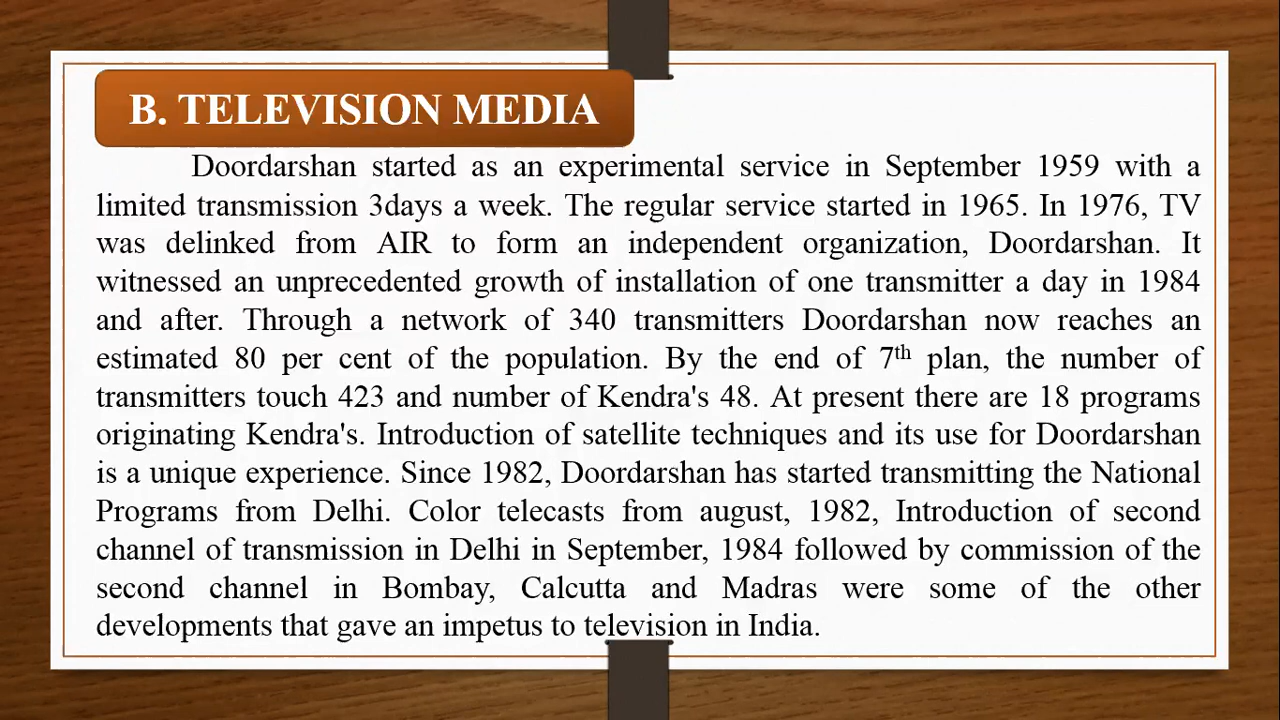 B. TELEVISION MEDIA
Doordarshan started as an experimental service in September 1959 with a
limited transmission 3days a week. The regular service started in 1965. In 1976, TV
was delinked from AIR to form an independent organization, Doordarshan. It
witnessed an unprecedented growth of installation of one transmitter a day in 1984
and after. Through a network of 340 transmitters Doordarshan now reaches an
estimated 80 per cent of the population. By the end of 7th plan, the number of
transmitters touch 423 and number of Kendra's 48. At present there are 18 programs
originating Kendra's. Introduction of satellite techniques and its use for Doordarshan
is a unique experience. Since 1982, Doordarshan has started transmitting the National
Programs from Delhi. Color telecasts from august, 1982, Introduction of second
channel of transmission in Delhi in September, 1984 followed by commission of the
second channel in Bombay, Calcutta and Madras were some of the other
developments that gave an impetus to television in India.